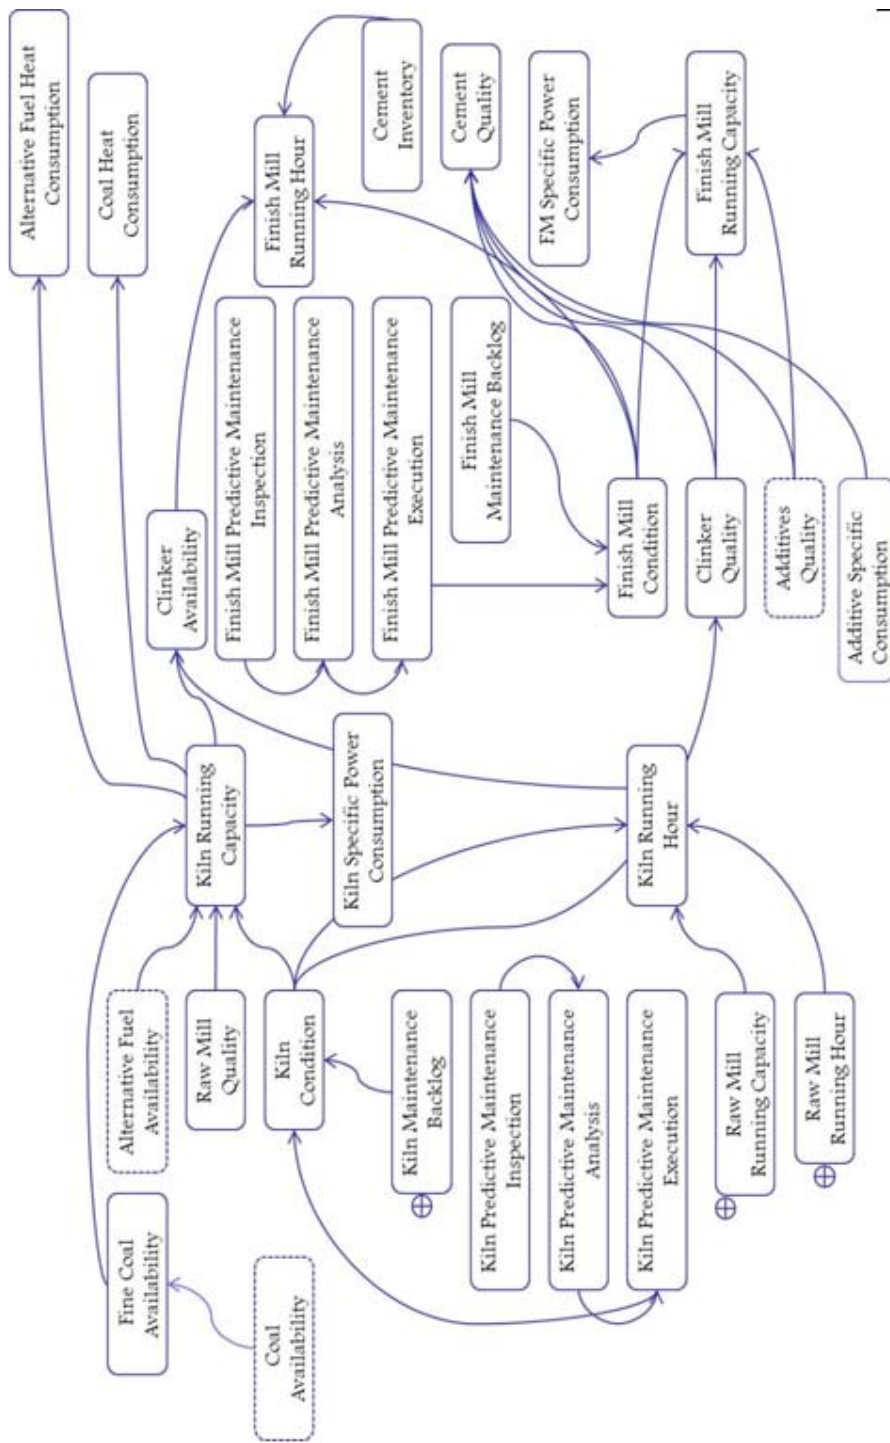 Alternative Fuel Heat
Consumption
Coal Heat
Consumption
Finish Mill
Running Hour
Cement
Inventory
Cement
Quality
FM Specific Power
Consumption
Finish Mill
Running Capacity
Clinker
Availability
Finish Mill Predictive Maintenance
Inspection
Finish Mill Predictive Maintenance
Analysis
Finish Mill Predictive Maintenance
Execution
Finish Mill
Maintenance Backlog
Finish Mill
Condition
Clinker
Quality
Additives
Quality
Additive Specific
Consumption
Kiln Running
Capacity
Kiln Specific Power
Consumption
Kiln Running
Hour
Alternative Fuel
Availability
Raw Mill
Quality
Kiln
Condition
Kiln Maintenance
Backlog
Kiln Predictive Maintenance
Inspection
Kiln Predictive Maintenance
Analysis
Kiln Predictive Maintenance
Execution
Raw Mill
Running Capacity
Raw Mill
Running Hour
Fine Coal
Availability
Coal
Availability